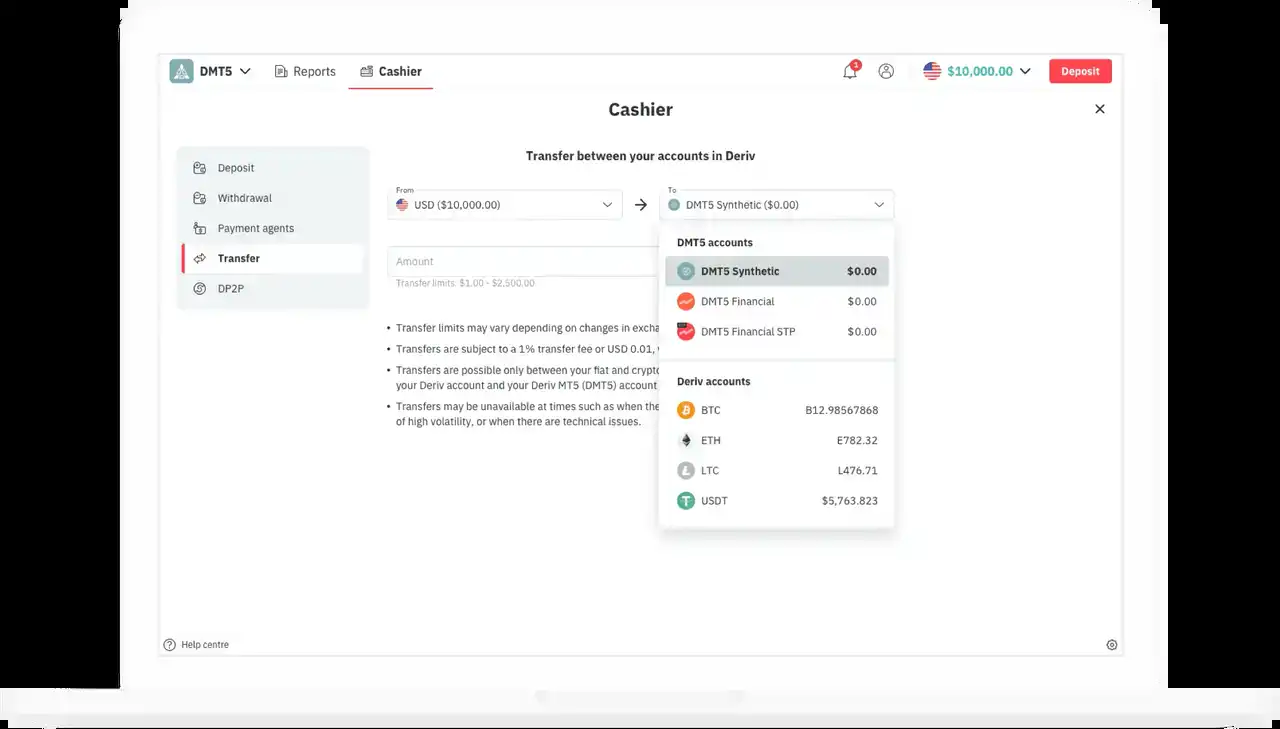 DMT5
Reports
Cashier
1
$10,000.00
Deposit
Cashier
Deposit
Withdrawal
Payment agents
Transfer
DP2P
Transfer between your accounts in Deriv
From
USD ($10,000.00)
To
DMT5 Synthetic ($0.00)
Amount
Transfer limits: $1.00 - $2,500.00
• Transfer limits may vary depending on changes in excha
• Transfers are subject to a 1% transfer fee or USD 0.01,
• Transfers are possible only between your fiat and crypto
your Deriv account and your Deriv MT5 (DMT5) account
• Transfers may be unavailable at times such as when the
of high volatility, or when there are technical issues.
DMT5 accounts
DMT5 Synthetic $0.00
DMT5 Financial $0.00
DMT5 Financial STP $0.00
Deriv accounts
BTC B12.98567868
ETH E782.32
LTC L476.71
USDT $5,763.823
Help centre